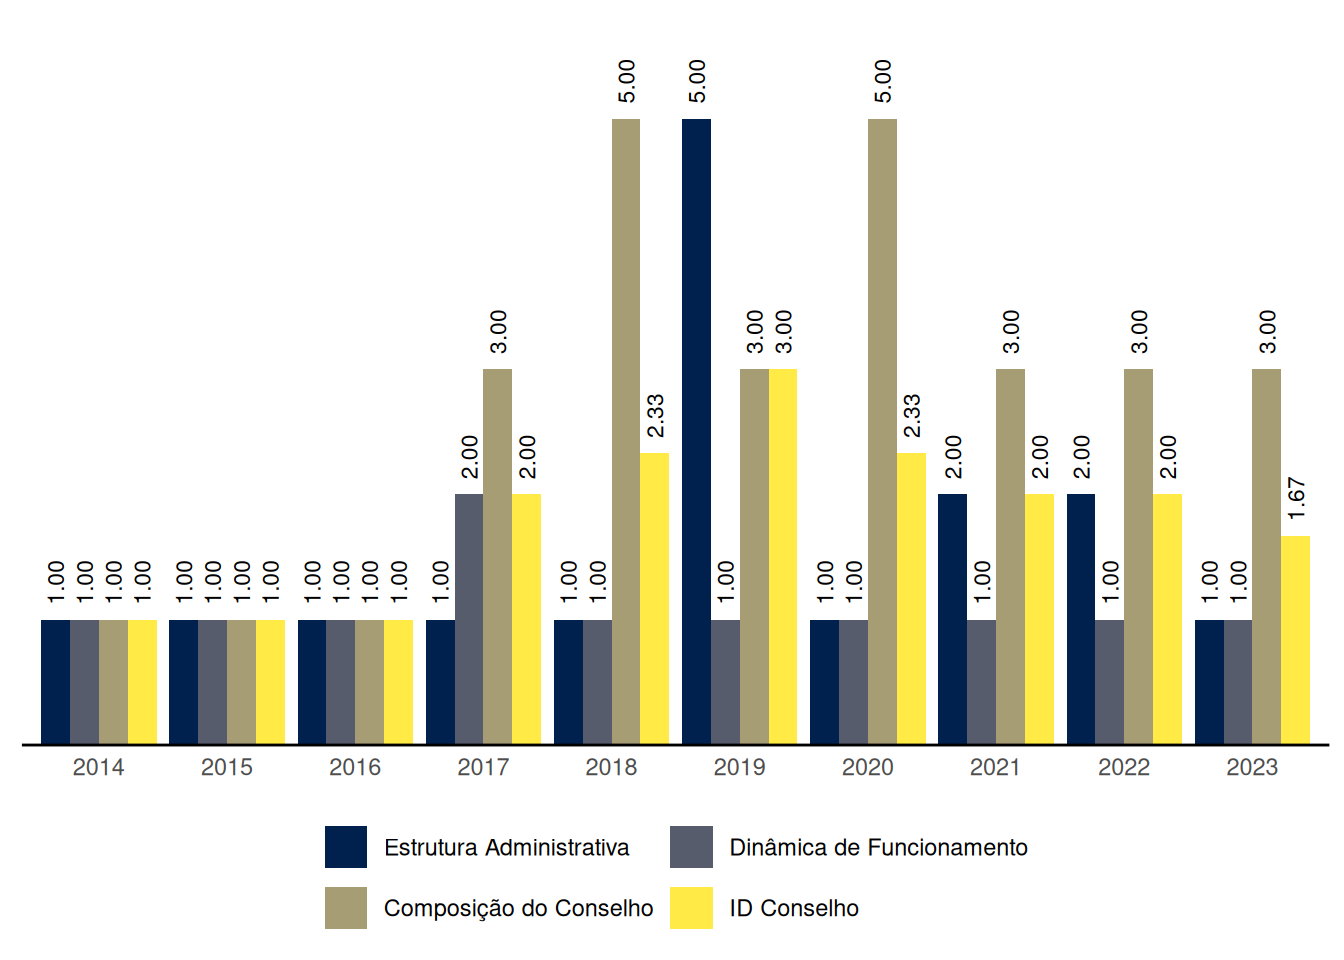 5.00 5.00 5.00
3.00 3.00 3.00 3.00 3.00 3.00
2.33 2.33
2.00 2.00 2.00 2.00 2.00 2.00
1.67
1.00 1.00 1.00 1.00 1.00 1.00 1.00 1.00 1.00 1.00 1.00 1.00 1.00 1.00 1.00 1.00 1.00 1.00 1.00 1.00 1.00 1.00
2014 2015 2016 2017 2018 2019 2020 2021 2022 2023
Estrutura Administrativa Dinâmica de Funcionamento
Composição do Conselho ID Conselho